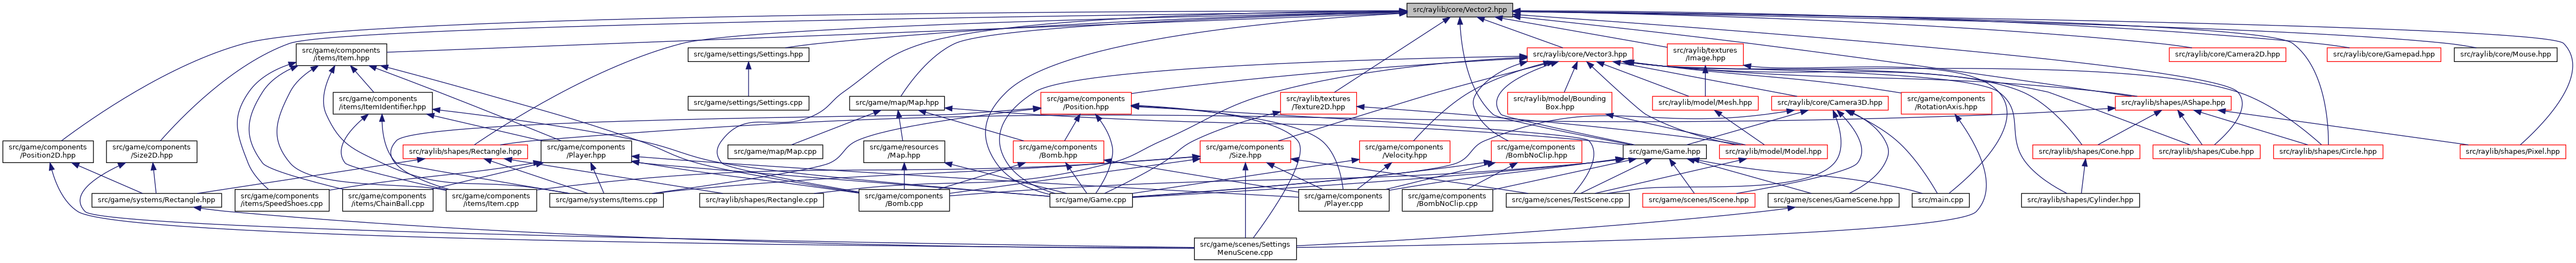 src/raylib/core/Vector2.hpp
src/game/components
/items/Item.hpp
src/game/settings/Settings.hpp
src/raylib/core/Vector3.hpp
src/raylib/textures
/Image.hpp
src/raylib/core/Camera2D.hpp
src/raylib/core/Gamepad.hpp
src/raylib/core/Mouse.hpp
src/game/components
/items/ItemIdentifier.hpp
src/game/settings/Settings.cpp
src/game/map/Map.hpp
src/game/components
/Position.hpp
src/raylib/textures
/Texture2D.hpp
src/raylib/model/Bounding
Box.hpp
src/raylib/model/Mesh.hpp
src/raylib/core/Camera3D.hpp
src/game/components
/RotationAxis.hpp
src/raylib/shapes/AShape.hpp
src/game/components
/Position2D.hpp
src/game/components
/Size2D.hpp
src/raylib/shapes/Rectangle.hpp
src/game/components
/Player.hpp
src/game/map/Map.cpp
src/game/resources
/Map.hpp
src/game/components
/Bomb.hpp
src/game/components
/Size.hpp
src/game/components
/Velocity.hpp
src/game/components
/BombNoClip.hpp
src/game/Game.hpp
src/raylib/model/Model.hpp
src/raylib/shapes/Cone.hpp
src/raylib/shapes/Cube.hpp
src/raylib/shapes/Circle.hpp
src/raylib/shapes/Pixel.hpp
src/game/systems/Rectangle.hpp
src/game/components
/items/SpeedShoes.cpp
src/game/components
/items/ChainBall.cpp
src/game/components
/items/Item.cpp
src/game/systems/Items.cpp
src/raylib/shapes/Rectangle.cpp
src/game/components
/Bomb.cpp
src/game/Game.cpp
src/game/components
/Player.cpp
src/game/components
/BombNoClip.cpp
src/game/scenes/TestScene.cpp
src/game/scenes/IScene.hpp
src/game/scenes/GameScene.hpp
src/main.cpp
src/raylib/shapes/Cylinder.hpp
src/game/scenes/Settings
MenuScene.cpp